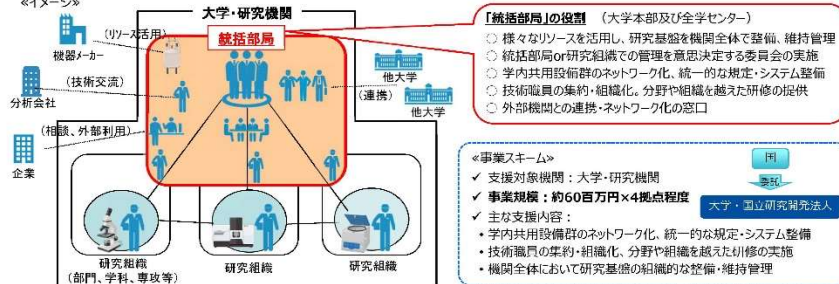 ≪イメージ≫
大学・研究機関
統括部局
機器メーカー
(リソース活用)
分析会社
(技術交流)
企業
(相談、外部利用)
(連携)
他大学
他大学
研究組織
(部門、学科、専攻等)
研究組織
研究組織
「統括部局」の役割 (大学本部及び全学センター)
○ 様々なリソースを活用し、研究基盤を機関全体で整備、維持管理
○ 統括部局or研究組織での管理を意思決定する委員会の実施
○ 学内共用設備群のネットワーク化、統一的な規定・システム整備
○ 技術職員の集約・組織化。分野や組織を越えた研修の提供
○ 外部機関との連携・ネットワーク化の窓口
≪事業スキーム≫
✓ 支援対象機関：大学・研究機関
✓ 事業規模：約60百万円×4拠点程度
✓ 主な支援内容：
・学内共用設備群のネットワーク化、統一的な規定・システム整備
・技術職員の集約・組織化、分野や組織を越えた研修の実施
・機関全体において研究基盤の組織的な整備・維持管理
国
委託
大学・国立研究開発法人